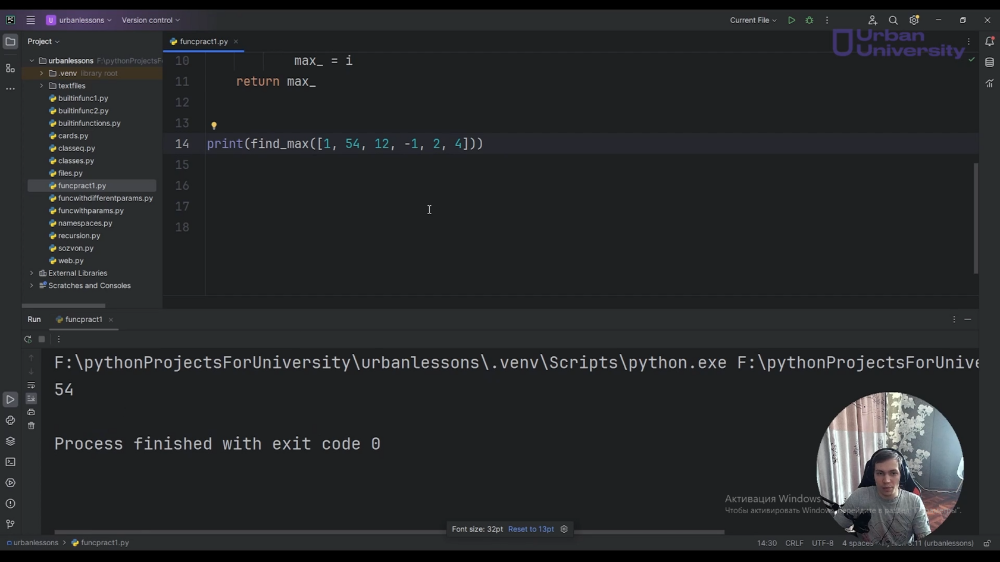 PC
U urbanlessons
Version control
Current File
Urban
University
Project
funcpract1.py
urbanlessons F:\pythonProjectsF
.venv library root
textfiles
builtinfunc1.py
builtinfunc2.py
builtinfunctions.py
cards.py
classeq.py
classes.py
files.py
funcpract1.py
funcwithdifferentparams.py
funcwithparams.py
namespaces.py
recursion.py
sozvon.py
web.py
External Libraries
Scratches and Consoles
10 max_ = i
11 return max_
12
13
14 print(find_max([1, 54, 12, -1, 2, 4]))
15
16
17
18
Run funcpract1
F:\pythonProjectsForUniversity\urbanlessons\.venv\Scripts\python.exe F:\pythonProjectsForUnive
54
Process finished with exit code 0
Активация Windows
Чтобы активировать Windows, перейдите в раздел "Параметры".
Font size: 32pt Reset to 13pt
urbanlessons > funcpract1.py
14:30 CRLF UTF-8 4 spaces 3.11 (urbanlessons)